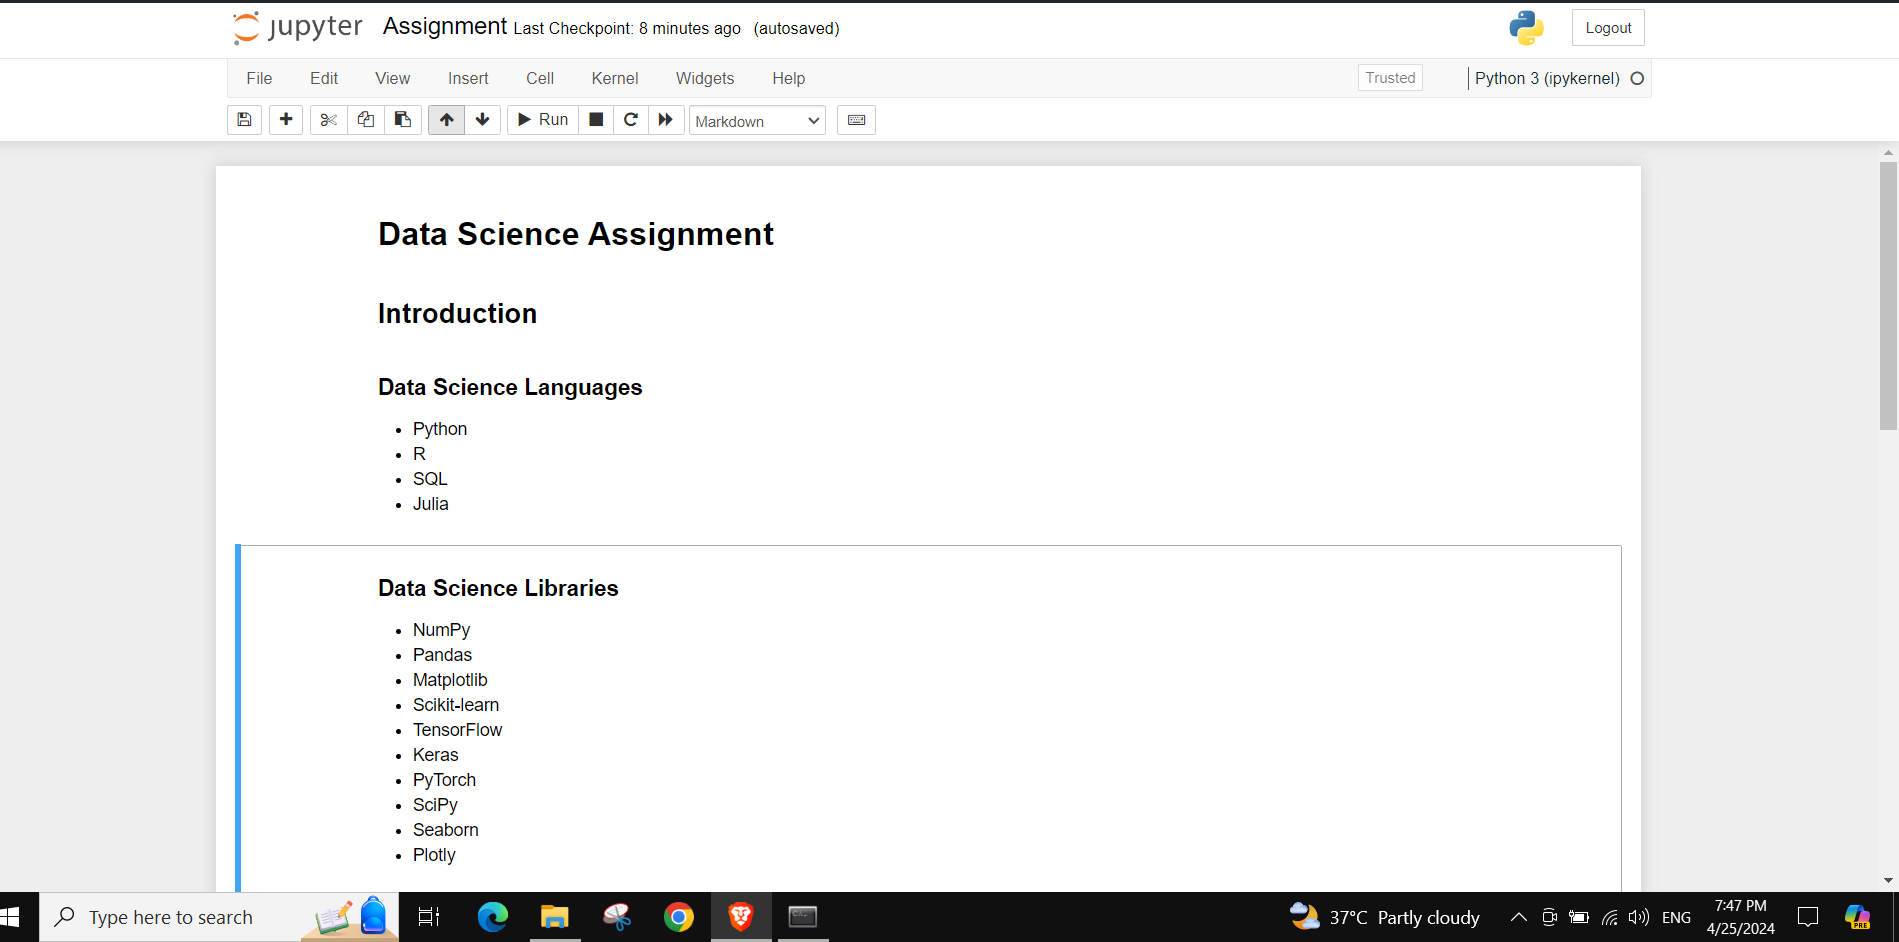 jupyter Assignment Last Checkpoint: 8 minutes ago (autosaved) Logout
File Edit View Insert Cell Kernel Widgets Help Trusted Python 3 (ipykernel)
Run Markdown
Data Science Assignment
Introduction
Data Science Languages
Python
R
SQL
Julia
Data Science Libraries
NumPy
Pandas
Matplotlib
Scikit-learn
TensorFlow
Keras
PyTorch
SciPy
Seaborn
Plotly
Type here to search 37°C Partly cloudy ENG 7:47 PM
4/25/2024
PRE